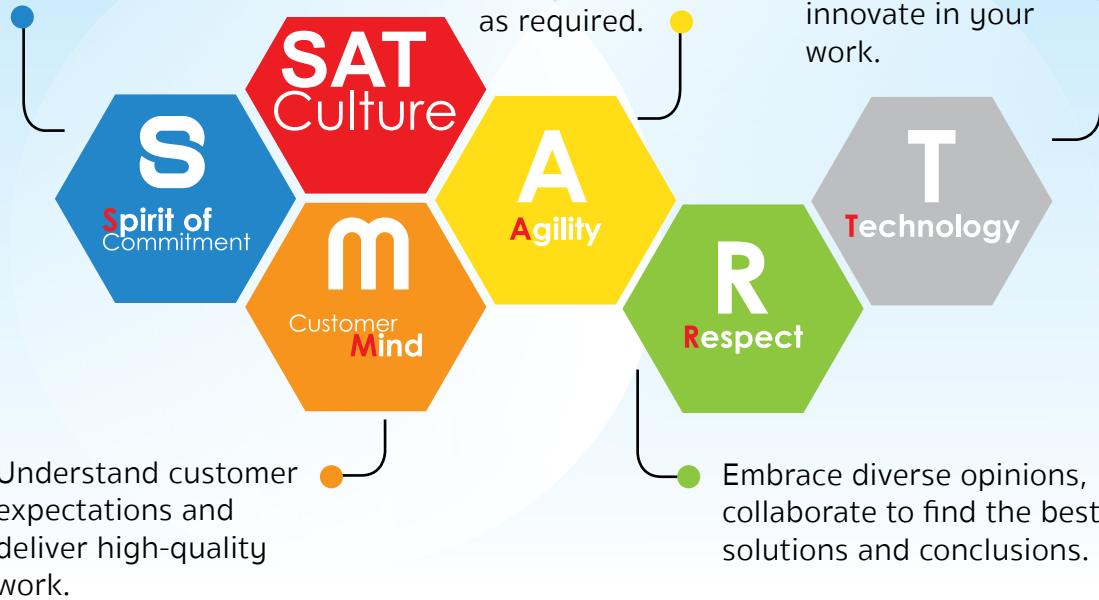 as required.
innovate in your
work.
SAT
Culture
S
Spirit of
Commitment
m
Customer
Mind
A
Agility
R
Respect
T
Technology
Understand customer
expectations and
deliver high-quality
work.
Embrace diverse opinions,
collaborate to find the best
solutions and conclusions.